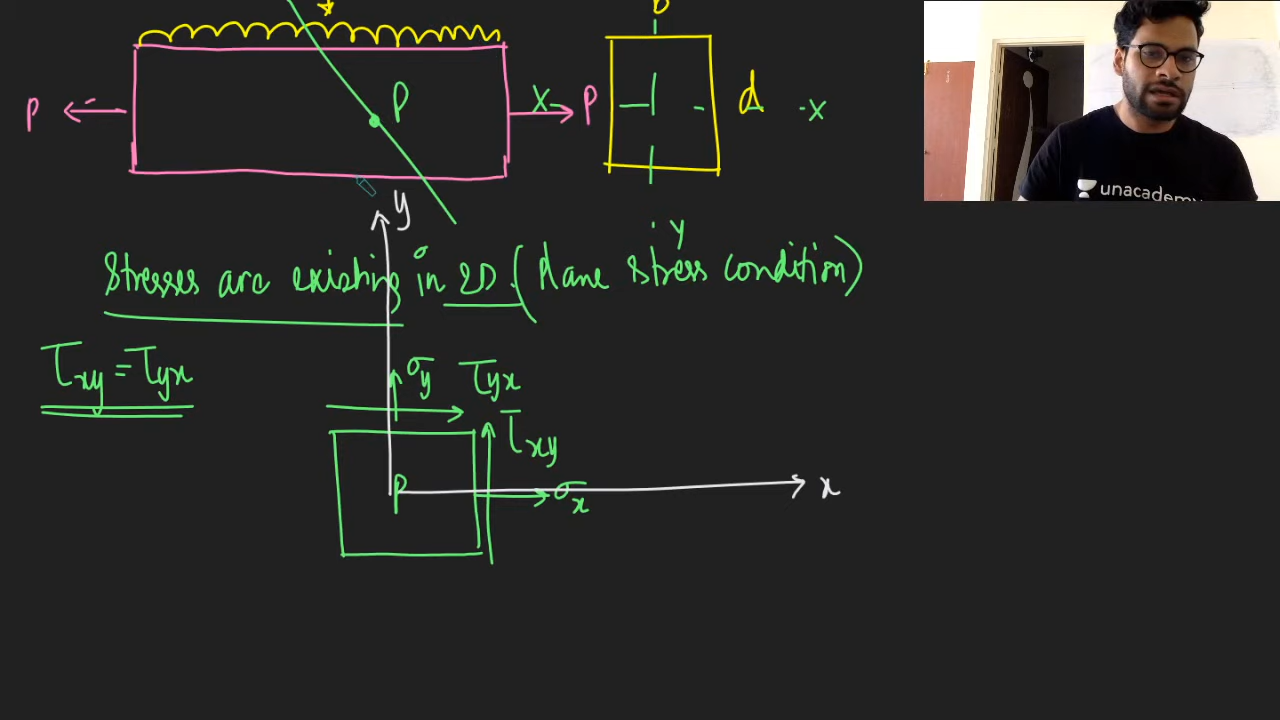 b
P
P
x
P
d
-x
y
y
Stresses are existing in 2D. (Plane stress condition)
τxy = τyx
σy
τyx
τxy
P
σx
x
unacademy